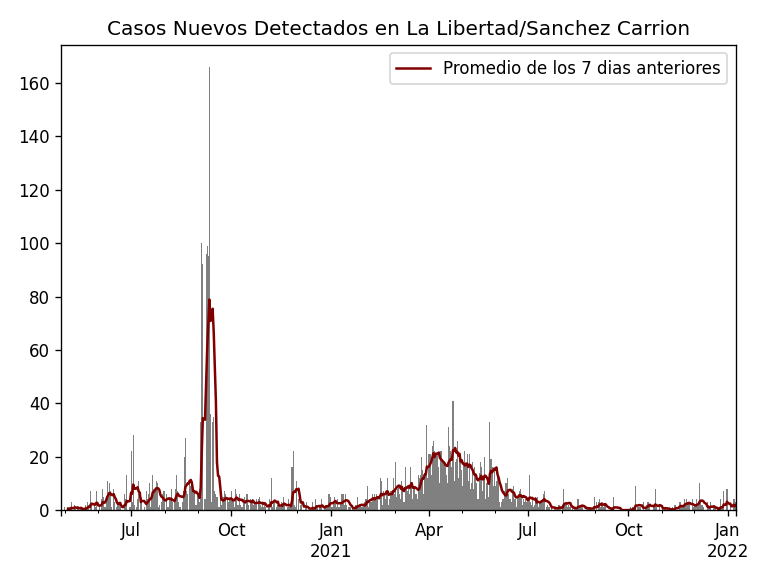 Casos Nuevos Detectados en La Libertad/Sanchez Carrion
Promedio de los 7 dias anteriores
160
140
120
100
80
60
40
20
0
Jul
Oct
Jan
2021
Apr
Jul
Oct
Jan
2022